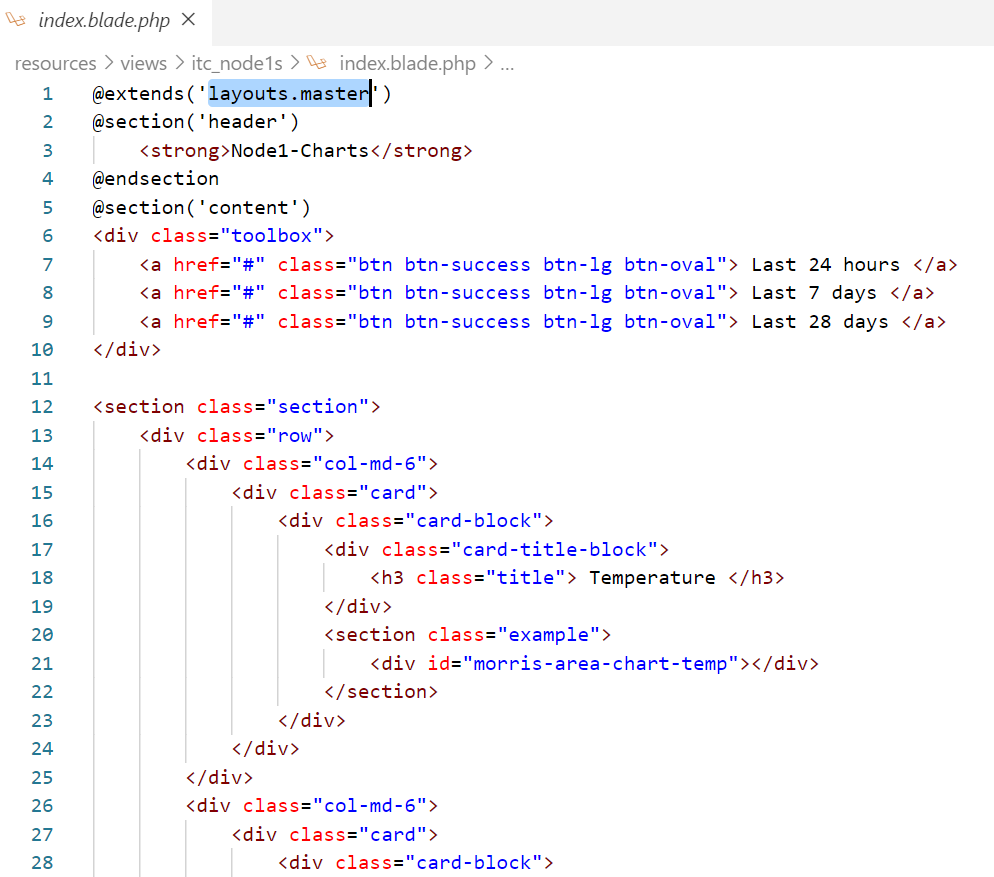 index.blade.php ×
resources > views > itc_node1s > index.blade.php > ...
1 @extends('layouts.master')
2 @section('header')
3     <strong>Node1-Charts</strong>
4 @endsection
5 @section('content')
6 <div class="toolbox">
7     <a href="#" class="btn btn-success btn-lg btn-oval"> Last 24 hours </a>
8     <a href="#" class="btn btn-success btn-lg btn-oval"> Last 7 days </a>
9     <a href="#" class="btn btn-success btn-lg btn-oval"> Last 28 days </a>
10 </div>
11
12 <section class="section">
13     <div class="row">
14         <div class="col-md-6">
15             <div class="card">
16                 <div class="card-block">
17                     <div class="card-title-block">
18                         <h3 class="title"> Temperature </h3>
19                     </div>
20                     <section class="example">
21                         <div id="morris-area-chart-temp"></div>
22                     </section>
23                 </div>
24             </div>
25         </div>
26         <div class="col-md-6">
27             <div class="card">
28                 <div class="card-block">